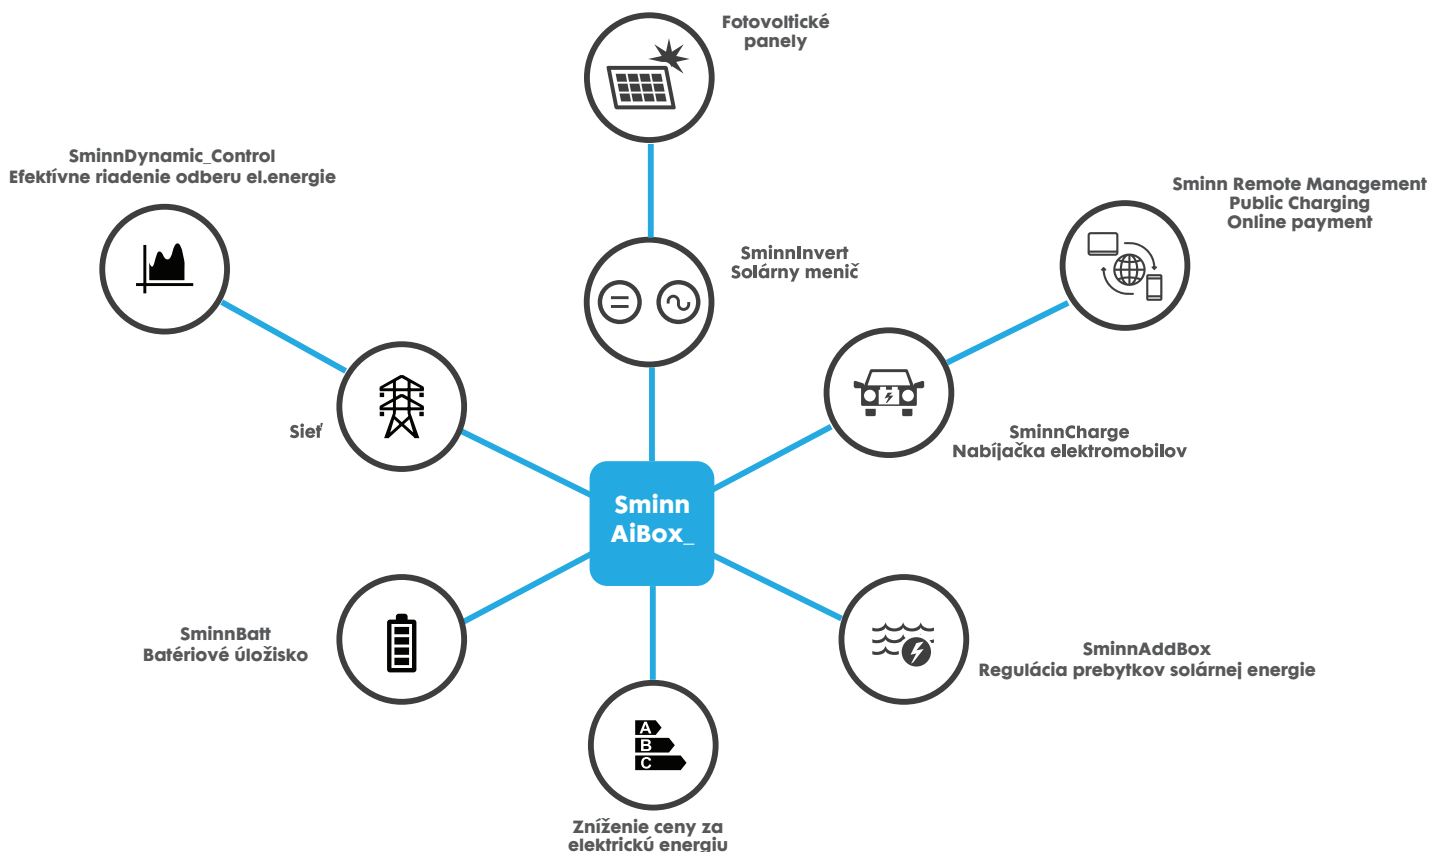 Fotovoltické
panely
SminnDynamic_Control
Efektívne riadenie odberu el.energie
Sminn Remote Management
Public Charging
Online payment
SminnInvert
Solárny menič
Sieť
SminnCharge
Nabíjačka elektromobilov
Sminn
AiBox_
SminnBatt
Batériové úložisko
SminnAddBox
Regulácia prebytkov solárnej energie
A
B
C
Zníženie ceny za
elektrickú energiu